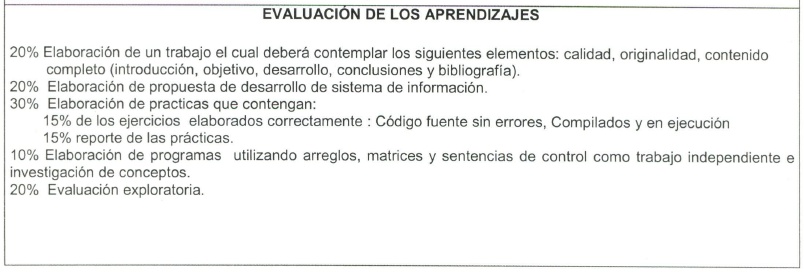 EVALUACIÓN DE LOS APRENDIZAJES
20% Elaboración de un trabajo el cual deberá contemplar los siguientes elementos: calidad, originalidad, contenido
completo (introducción, objetivo, desarrollo, conclusiones y bibliografía).
20% Elaboración de propuesta de desarrollo de sistema de información.
30% Elaboración de practicas que contengan:
15% de los ejercicios elaborados correctamente : Código fuente sin errores, Compilados y en ejecución
15% reporte de las prácticas.
10% Elaboración de programas utilizando arreglos, matrices y sentencias de control como trabajo independiente e
investigación de conceptos.
20% Evaluación exploratoria.